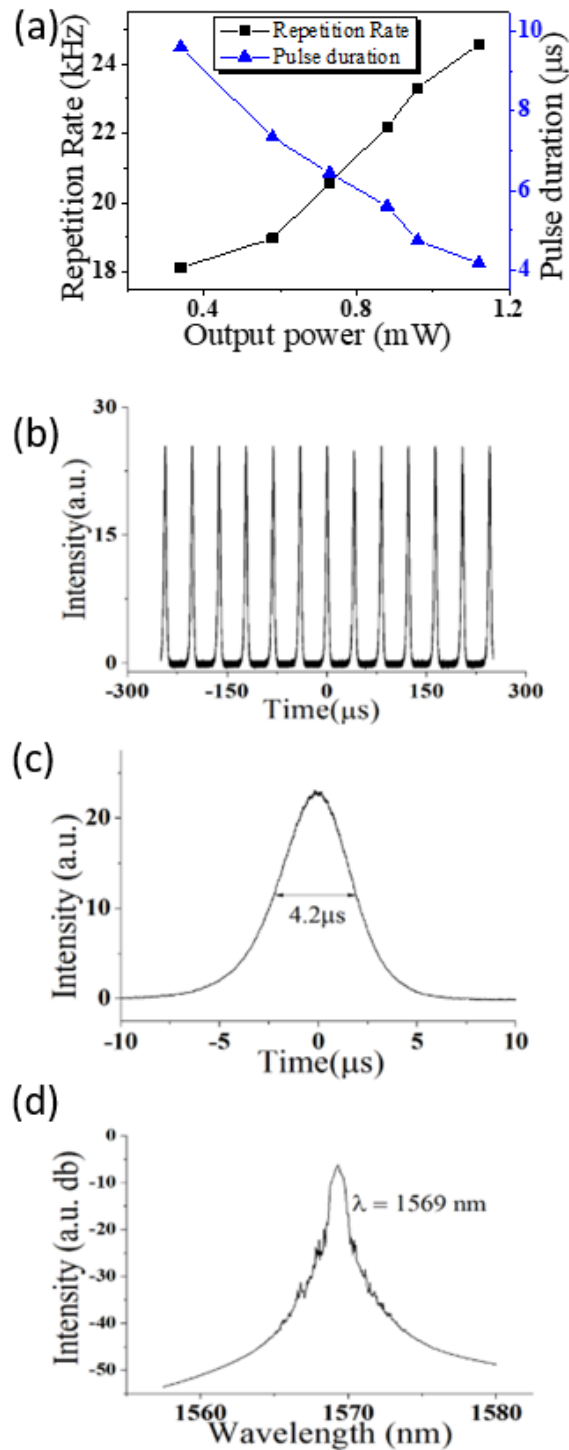 (a)
Repetition Rate
Pulse duration
Repetition Rate (kHz)
24
22
20
18
Pulse duration (μs)
10
8
6
4
0.4 0.8 1.2
Output power (mW)
(b)
Intensity(a.u.)
30
15
0
-300 -150 0 150 300
Time(μs)
(c)
Intensity (a.u.)
20
10
0
4.2μs
-10 -5 0 5 10
Time(μs)
(d)
Intensity (a.u. db)
0
-10
-20
-30
-40
-50
λ = 1569 nm
1560 1570 1580
Wavelength (nm)